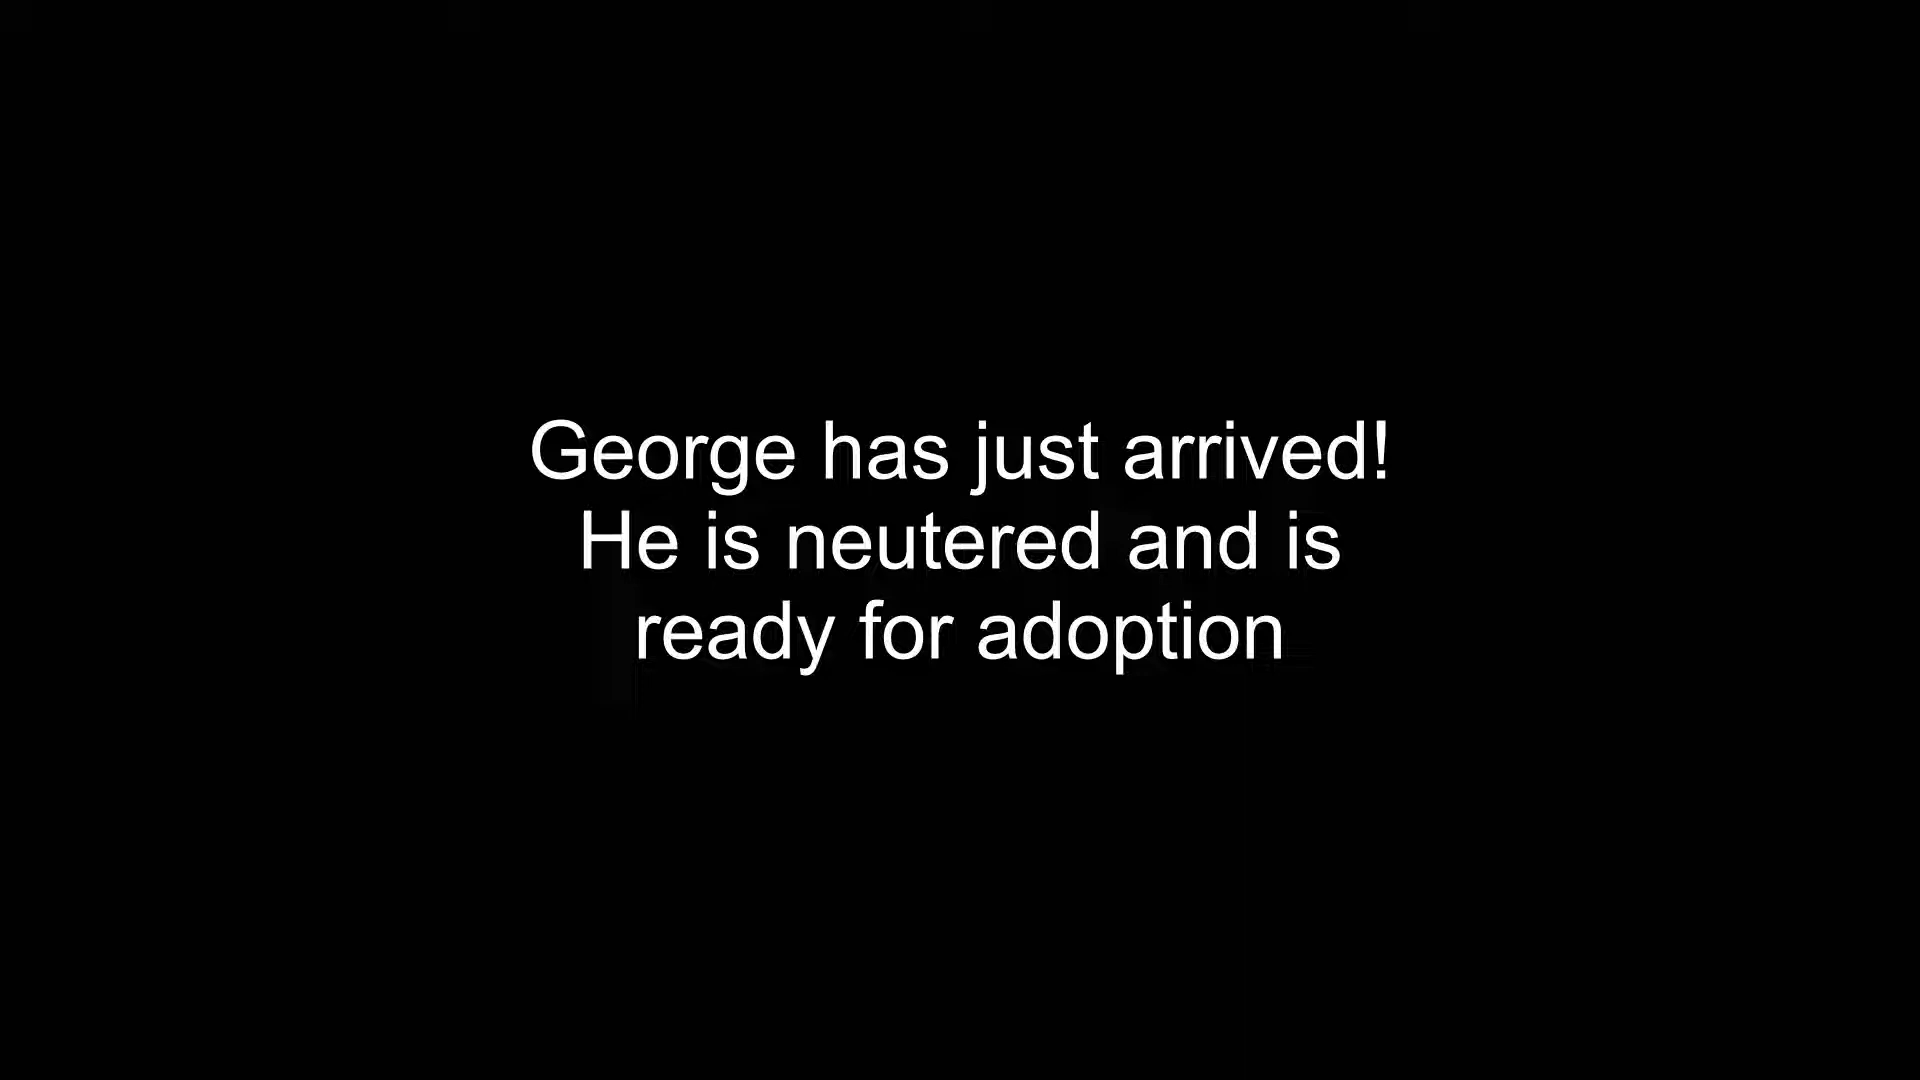 George has just arrived!
He is neutered and is
ready for adoption